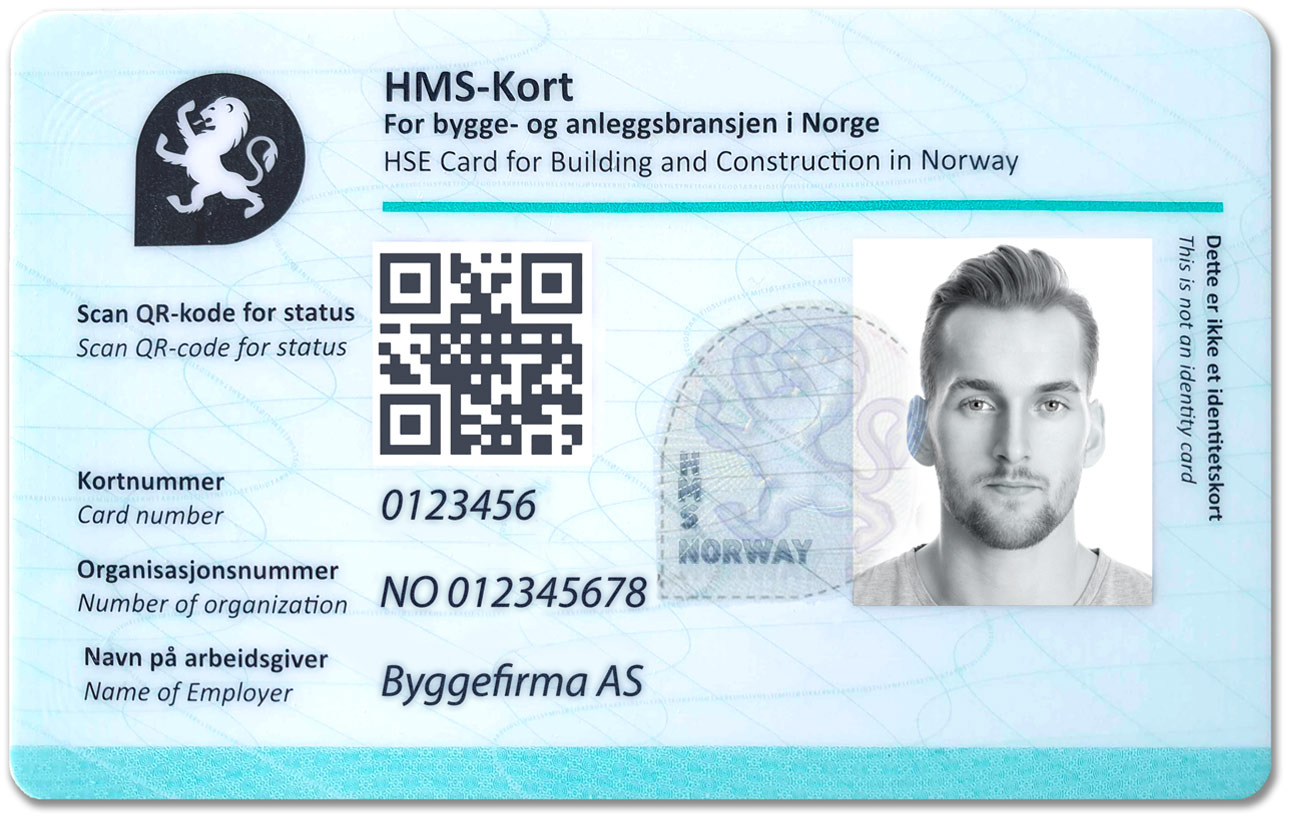 HMS-Kort
For bygge- og anleggsbransjen i Norge
HSE Card for Building and Construction in Norway
Scan QR-kode for status
Scan QR-code for status
Kortnummer
Card number
0123456
Organisasjonsnummer
Number of organization
NO 012345678
Navn på arbeidsgiver
Name of Employer
Byggefirma AS
HMS
NORWAY
Dette er ikke et identitetskort
This is not an identity card